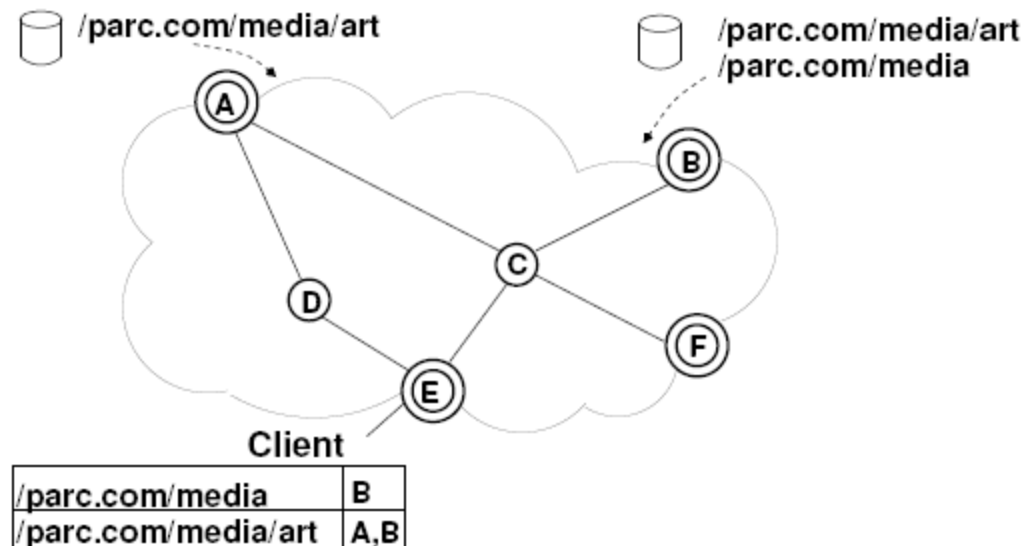 /parc.com/media/art
/parc.com/media/art
/parc.com/media
A
B
C
D
F
E
Client
/parc.com/media B
/parc.com/media/art A,B